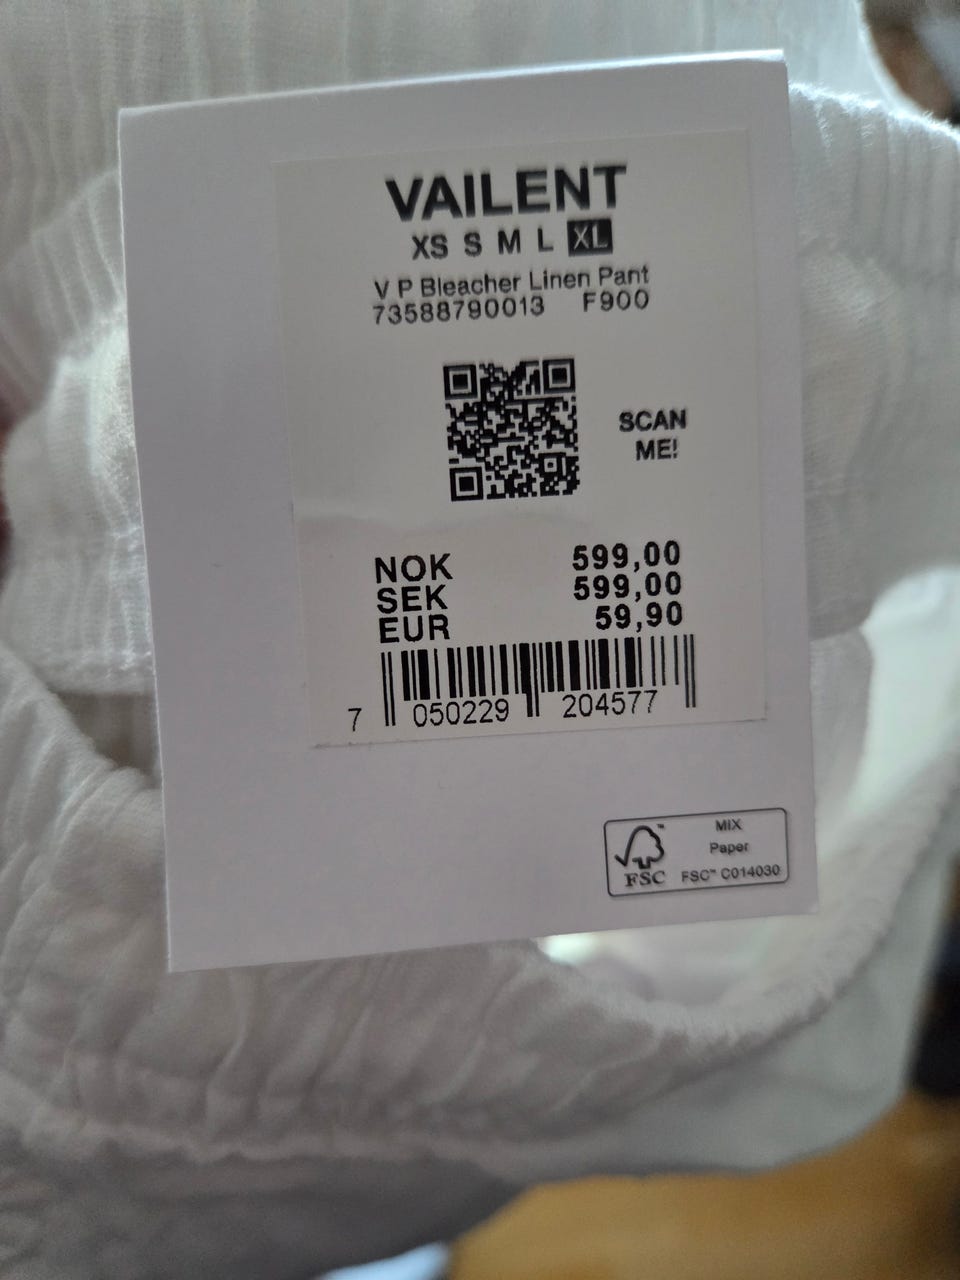 VAILENT
XS S M L XL
V P Bleacher Linen Pant
73588790013 F900
SCAN
ME!
NOK 599,00
SEK 599,00
EUR 59,90
7 050229 204577
MIX
Paper
FSC FSC™ C014030